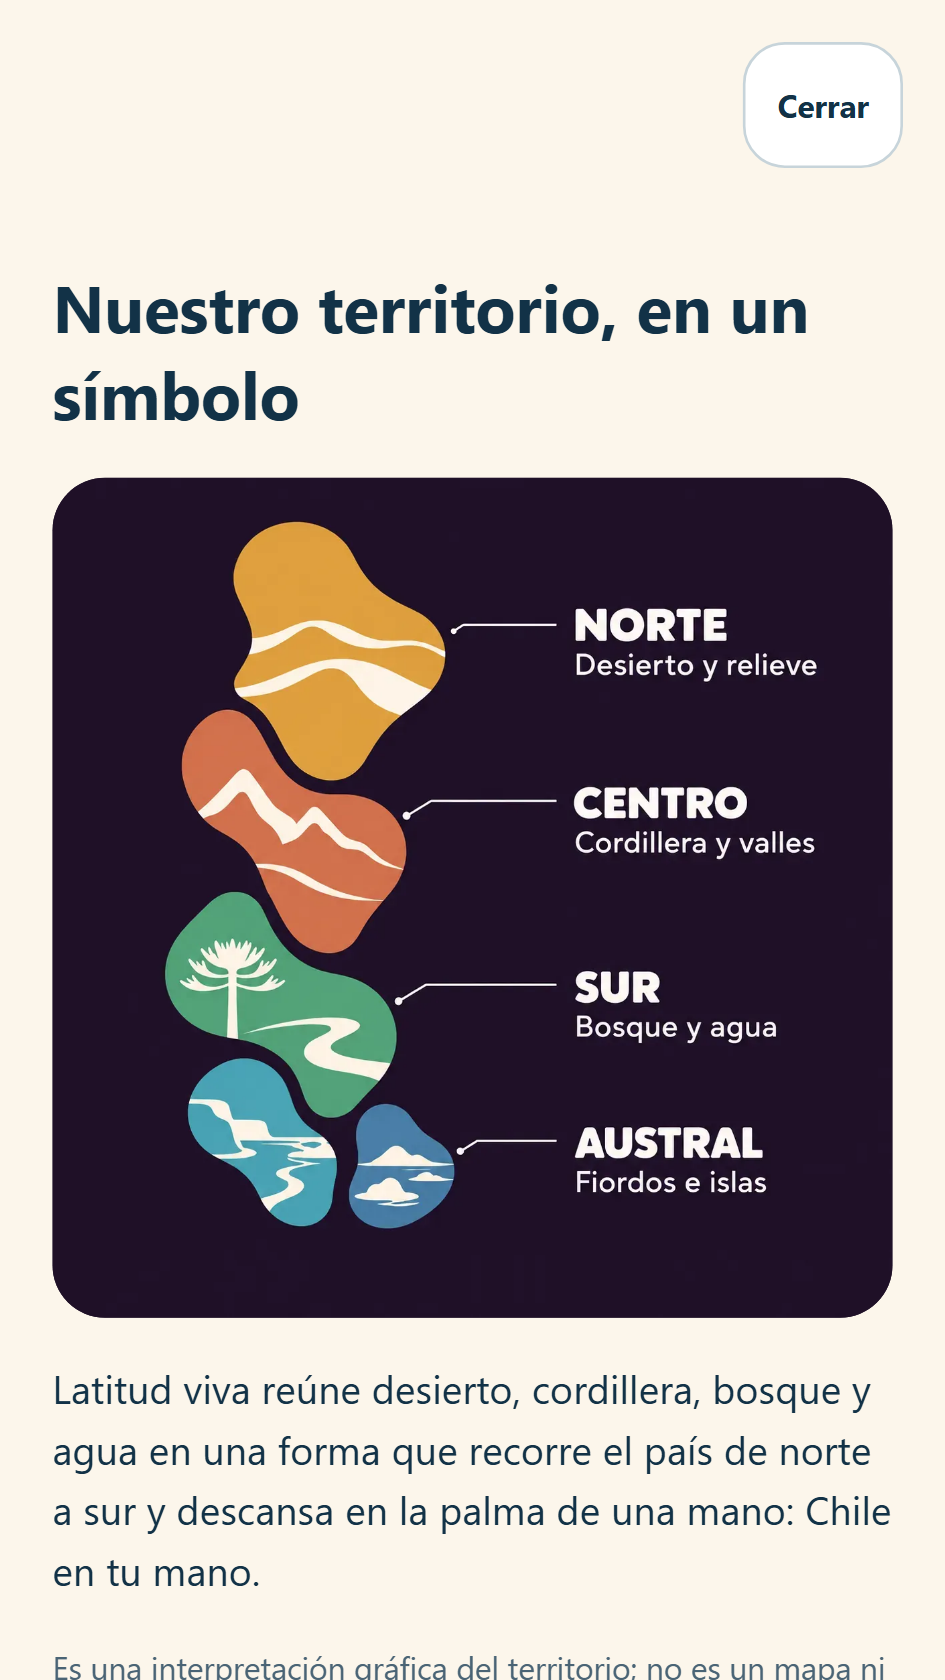 Cerrar
Nuestro territorio, en un
símbolo
NORTE
Desierto y relieve
CENTRO
Cordillera y valles
SUR
Bosque y agua
AUSTRAL
Fiordos e islas
Latitud viva reúne desierto, cordillera, bosque y
agua en una forma que recorre el país de norte
a sur y descansa en la palma de una mano: Chile
en tu mano.
Es una interpretación gráfica del territorio; no es un mapa ni